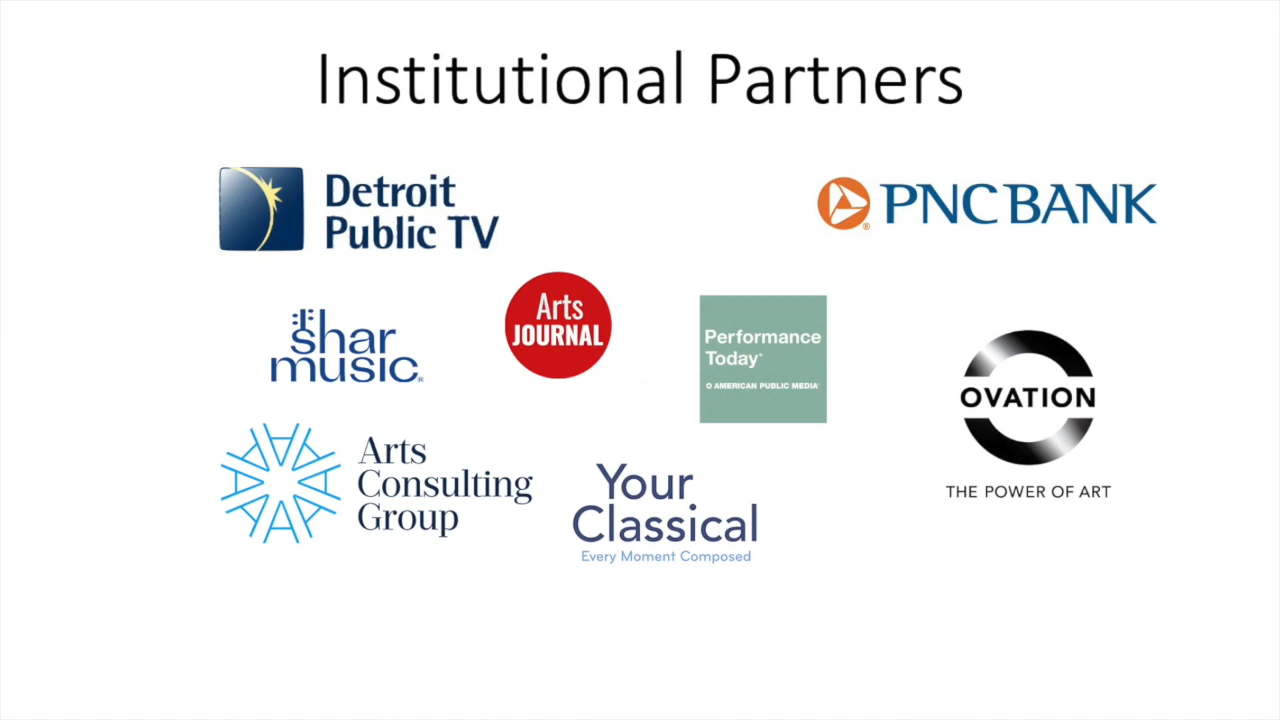 Institutional Partners
Detroit
Public TV
PNC BANK
®
shar
music®
Arts
JOURNAL
Performance
Today®
AMERICAN PUBLIC MEDIA®
OVATION
THE POWER OF ART
Arts
Consulting
Group
Your
Classical
Every Moment Composed